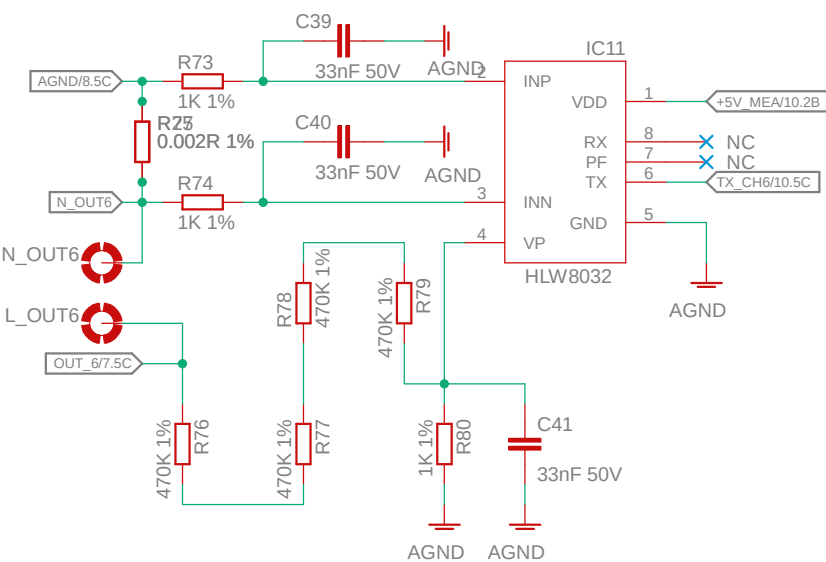 C39
IC11
R73
33nF 50V
AGND
2
INP
AGND/8.5C
1K 1%
VDD
1
+5V_MEA/10.2B
C40
0.002R 1%
RX
8
NC
PF
7
NC
33nF 50V
AGND
R74
TX
6
TX_CH6/10.5C
N_OUT6
3
INN
1K 1%
GND
5
4
VP
N_OUT6
HLW8032
R78
470K 1%
470K 1%
R79
AGND
L_OUT6
OUT_6/7.5C
470K 1%
R76
470K 1%
R77
1K 1%
R80
C41
33nF 50V
AGND
AGND